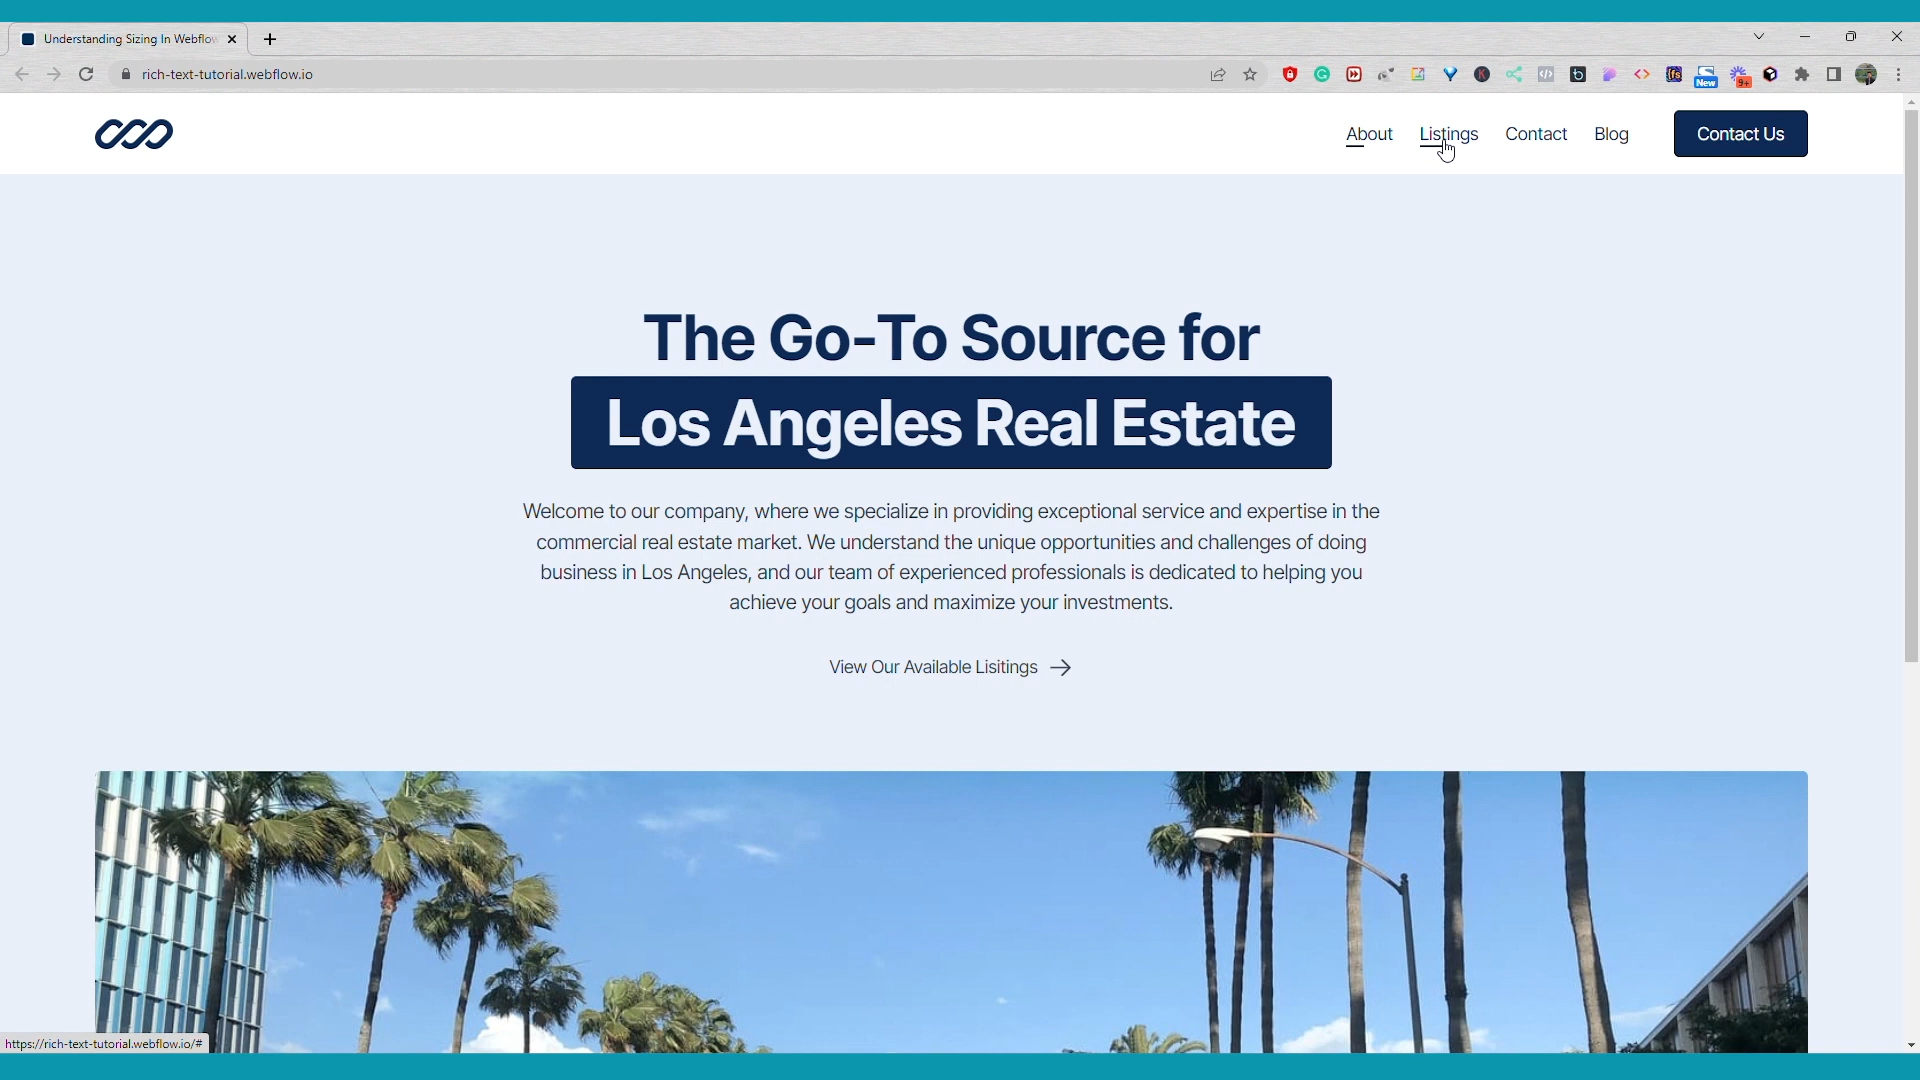 Understanding Sizing In Webflow
rich-text-tutorial.webflow.io
New
9+
About
Listings
Contact
Blog
Contact Us
The Go-To Source for
Los Angeles Real Estate
Welcome to our company, where we specialize in providing exceptional service and expertise in the
commercial real estate market. We understand the unique opportunities and challenges of doing
business in Los Angeles, and our team of experienced professionals is dedicated to helping you
achieve your goals and maximize your investments.
View Our Available Lisitings
https://rich-text-tutorial.webflow.io/#